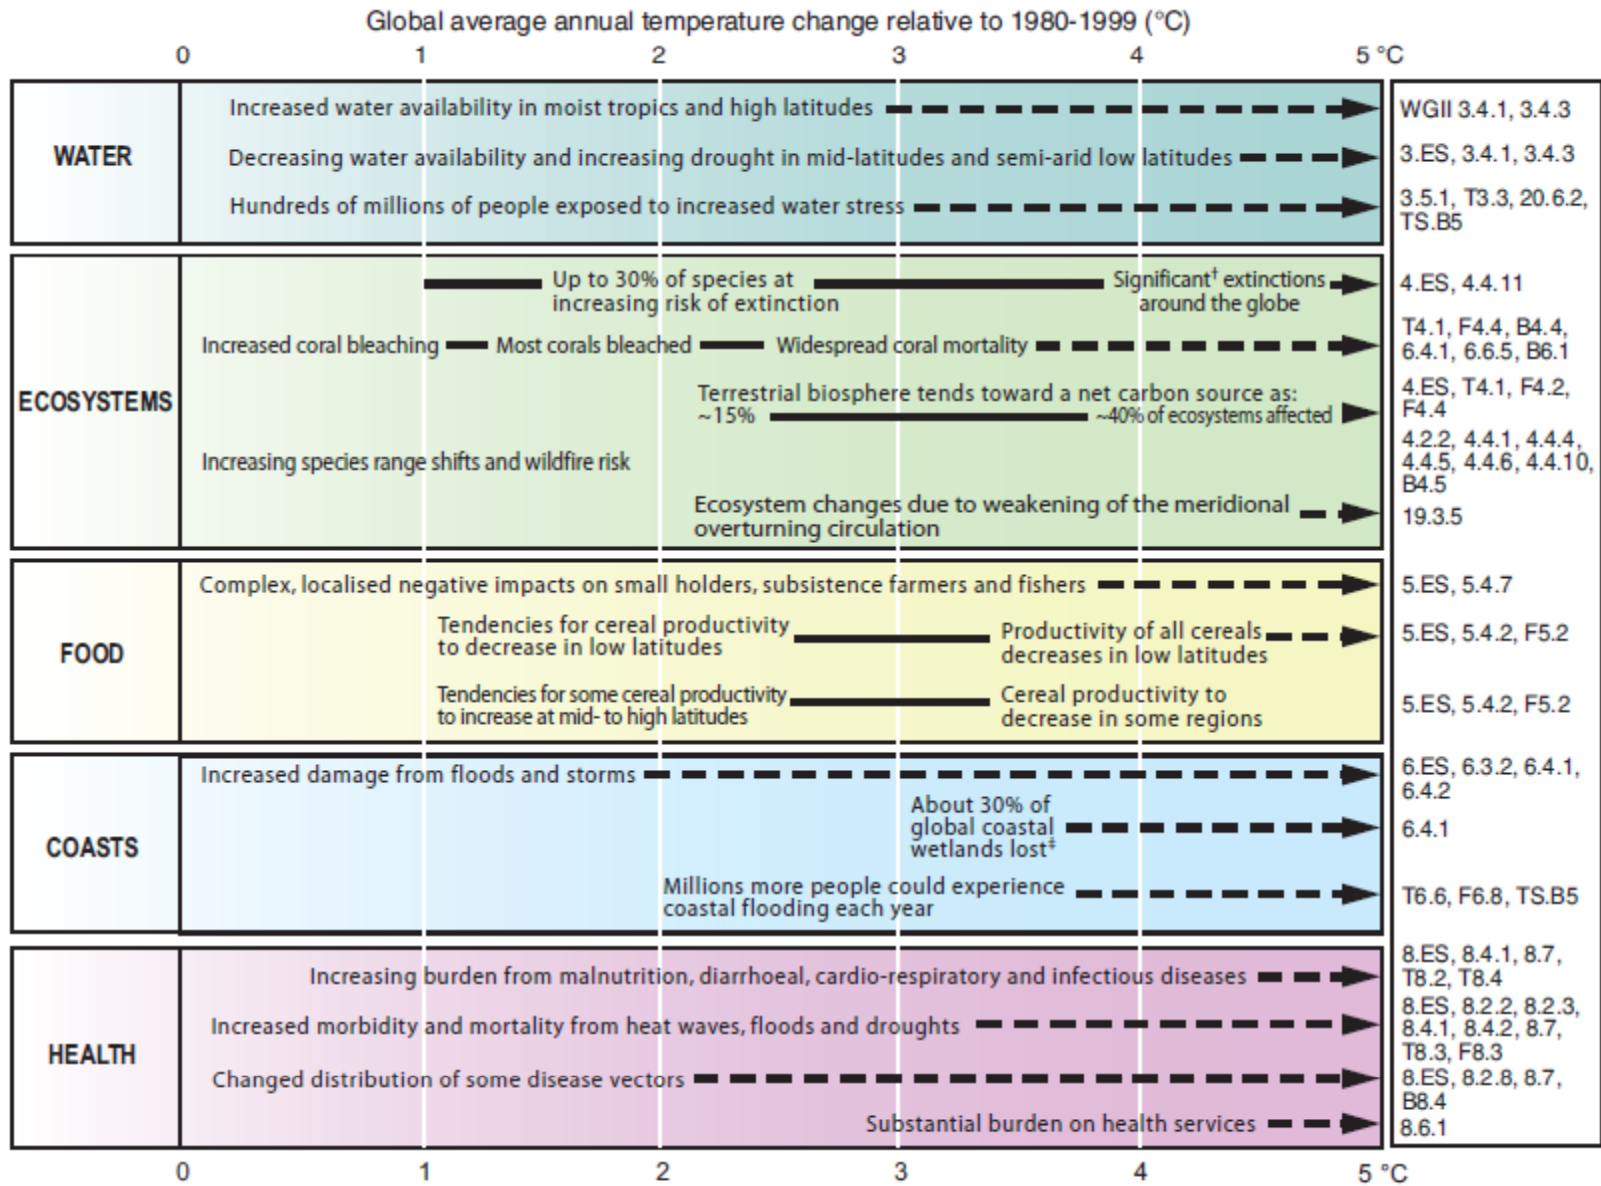 Global average annual temperature change relative to 1980-1999 (°C)
0 1 2 3 4 5 °C
WATER
Increased water availability in moist tropics and high latitudes
WGII 3.4.1, 3.4.3
Decreasing water availability and increasing drought in mid-latitudes and semi-arid low latitudes
3.ES, 3.4.1, 3.4.3
Hundreds of millions of people exposed to increased water stress
3.5.1, T3.3, 20.6.2,
TS.B5
ECOSYSTEMS
Up to 30% of species at
increasing risk of extinction
Significant† extinctions
around the globe
4.ES, 4.4.11
Increased coral bleaching
Most corals bleached
Widespread coral mortality
T4.1, F4.4, B4.4,
6.4.1, 6.6.5, B6.1
Terrestrial biosphere tends toward a net carbon source as:
~15%
~40% of ecosystems affected
4.ES, T4.1, F4.2,
F4.4
Increasing species range shifts and wildfire risk
4.2.2, 4.4.1, 4.4.4,
4.4.5, 4.4.6, 4.4.10,
B4.5
Ecosystem changes due to weakening of the meridional
overturning circulation
19.3.5
FOOD
Complex, localised negative impacts on small holders, subsistence farmers and fishers
5.ES, 5.4.7
Tendencies for cereal productivity
to decrease in low latitudes
Productivity of all cereals
decreases in low latitudes
5.ES, 5.4.2, F5.2
Tendencies for some cereal productivity
to increase at mid- to high latitudes
Cereal productivity to
decrease in some regions
5.ES, 5.4.2, F5.2
COASTS
Increased damage from floods and storms
6.ES, 6.3.2, 6.4.1,
6.4.2
About 30% of
global coastal
wetlands lost‡
6.4.1
Millions more people could experience
coastal flooding each year
T6.6, F6.8, TS.B5
HEALTH
Increasing burden from malnutrition, diarrhoeal, cardio-respiratory and infectious diseases
8.ES, 8.4.1, 8.7,
T8.2, T8.4
Increased morbidity and mortality from heat waves, floods and droughts
8.ES, 8.2.2, 8.2.3,
8.4.1, 8.4.2, 8.7,
T8.3, F8.3
Changed distribution of some disease vectors
8.ES, 8.2.8, 8.7,
B8.4
Substantial burden on health services
8.6.1
0 1 2 3 4 5 °C